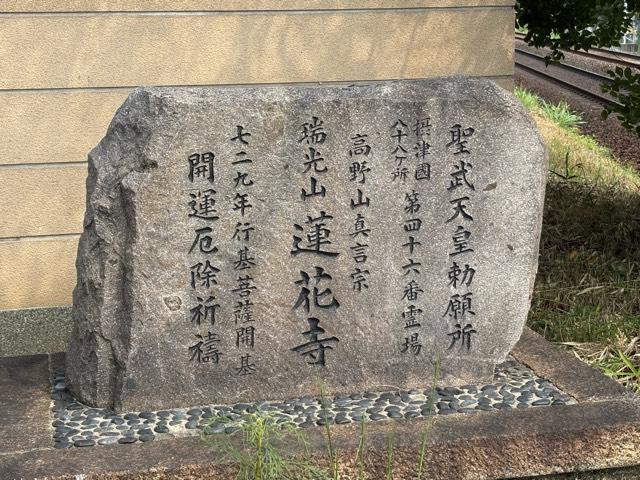 聖武天皇勅願所
摂津國
八十八ヶ所
第四十六番霊場
高野山真言宗
瑞光山 蓮花寺
七二九年行基菩薩開基
開運厄除祈禱